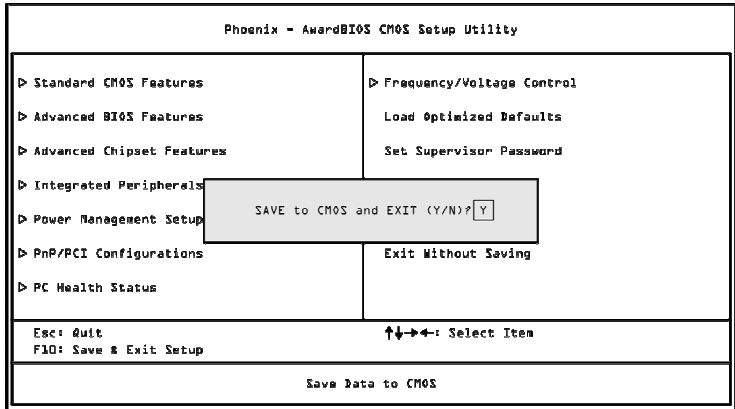 Phoenix - AwardBIOS CMOS Setup Utility
▷ Standard CMOS Features
▷ Advanced BIOS Features
▷ Advanced Chipset Features
▷ Integrated Peripherals
▷ Power Management Setup
▷ PnP/PCI Configurations
▷ PC Health Status
▷ Frequency/Voltage Control
Load Optimized Defaults
Set Supervisor Password
Exit Without Saving
SAVE to CMOS and EXIT (Y/N)? Y
Esc: Quit
F10: Save & Exit Setup
↑↓→←: Select Item
Save Data to CMOS